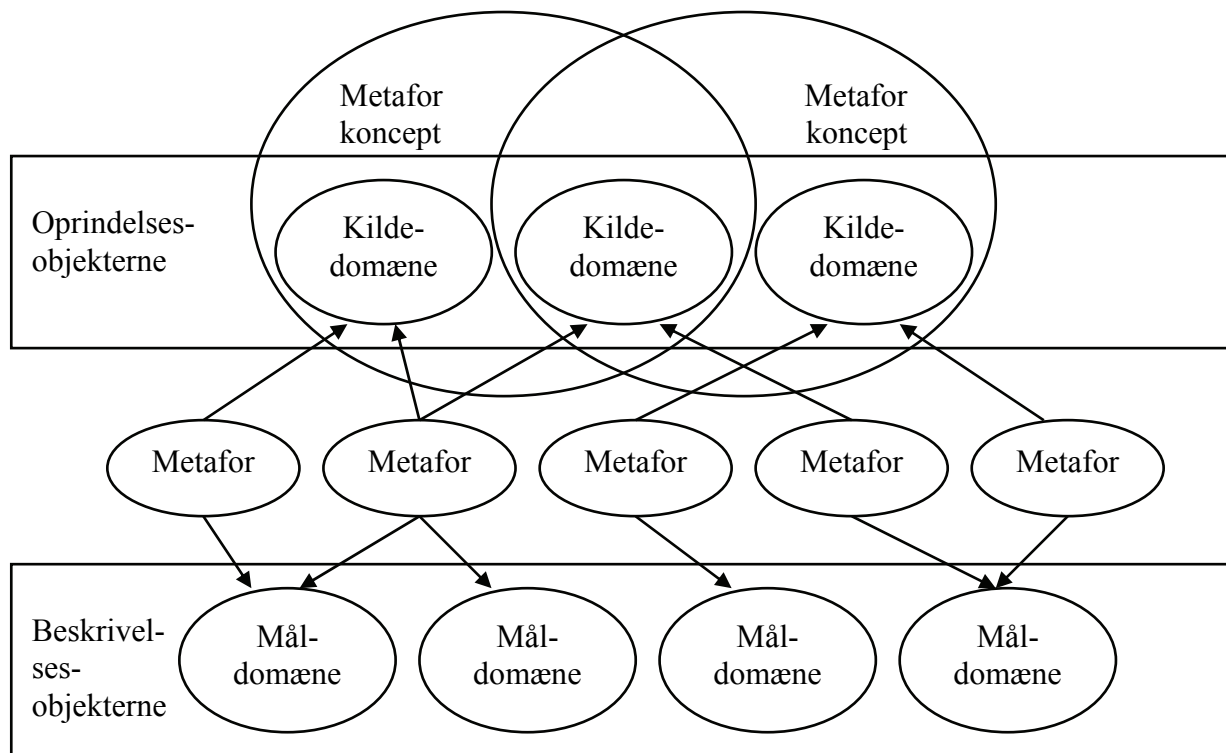 Metafor
koncept
Metafor
koncept
Oprindelses-
objekterne
Kilde-
domæne
Kilde-
domæne
Kilde-
domæne
Metafor
Metafor
Metafor
Metafor
Metafor
Beskrivel-
ses-
objekterne
Mål-
domæne
Mål-
domæne
Mål-
domæne
Mål-
domæne